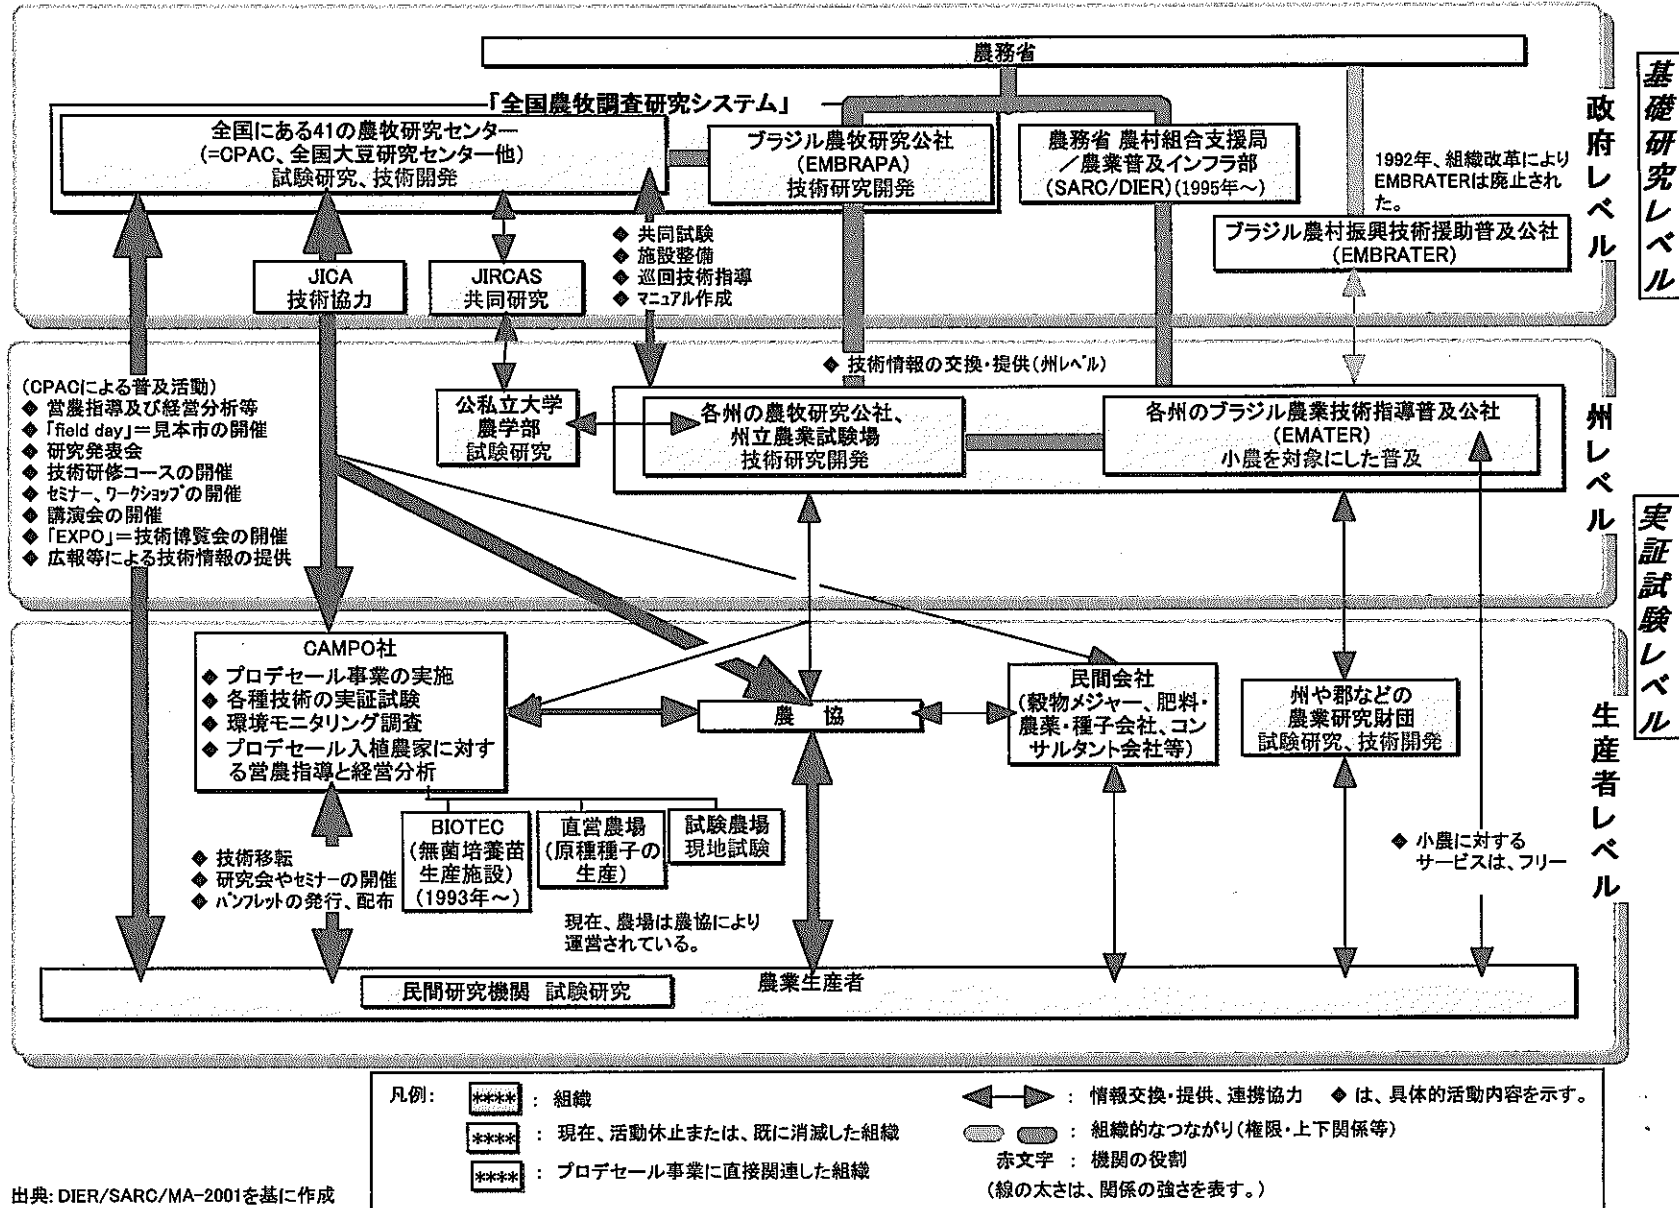 農務省
「全国農牧調査研究システム」
全国にある41の農牧研究センター
(=CPAC、全国大豆研究センター他)
試験研究、技術開発
ブラジル農牧研究公社
(EMBRAPA)
技術研究開発
農務省 農村組合支援局
／農業普及インフラ部
(SARC/DIER)(1995年～)
1992年、組織改革により
EMBRATERは廃止され
た。
ブラジル農村振興技術援助普及公社
(EMBRATER)
政府レベル
基礎研究レベル
JICA
技術協力
JIRCAS
共同研究
◆ 共同試験
◆ 施設整備
◆ 巡回技術指導
◆ マニュアル作成
◆ 技術情報の交換・提供(州レベル)
(CPACによる普及活動)
◆ 営農指導及び経営分析等
◆ 「field day」＝見本市の開催
◆ 研究発表会
◆ 技術研修コースの開催
◆ セミナー、ワークショップの開催
◆ 講演会の開催
◆ 「EXPO」＝技術博覧会の開催
◆ 広報等による技術情報の提供
公私立大学
農学部
試験研究
各州の農牧研究公社、
州立農業試験場
技術研究開発
各州のブラジル農業技術指導普及公社
(EMATER)
小農を対象にした普及
州レベル
実証試験レベル
CAMPO社
◆ プロデセール事業の実施
◆ 各種技術の実証試験
◆ 環境モニタリング調査
◆ プロデセール入植農家に対す
る営農指導と経営分析
農　協
民間会社
(穀物メジャー、肥料・
農薬・種子会社、コン
サルタント会社等)
州や郡などの
農業研究財団
試験研究、技術開発
生産者レベル
BIOTEC
(無菌培養苗
生産施設)
(1993年～)
直営農場
(原種種子の
生産)
試験農場
現地試験
◆ 技術移転
◆ 研究会やセミナーの開催
◆ パンフレットの発行、配布
現在、農場は農協により
運営されている。
◆ 小農に対する
サービスは、フリー
農業生産者
民間研究機関　試験研究
凡例:
**** : 組織
**** : 現在、活動休止または、既に消滅した組織
**** : プロデセール事業に直接関連した組織
: 情報交換・提供、連携協力　◆ は、具体的活動内容を示す。
: 組織的なつながり(権限・上下関係等)
赤文字 : 機関の役割
(線の太さは、関係の強さを表す。)
出典: DIER/SARC/MA-2001を基に作成